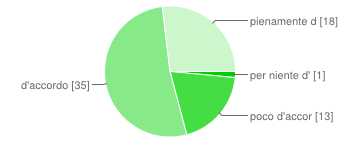 pienamente d [18]
per niente d' [1]
d'accordo [35]
poco d'accor [13]